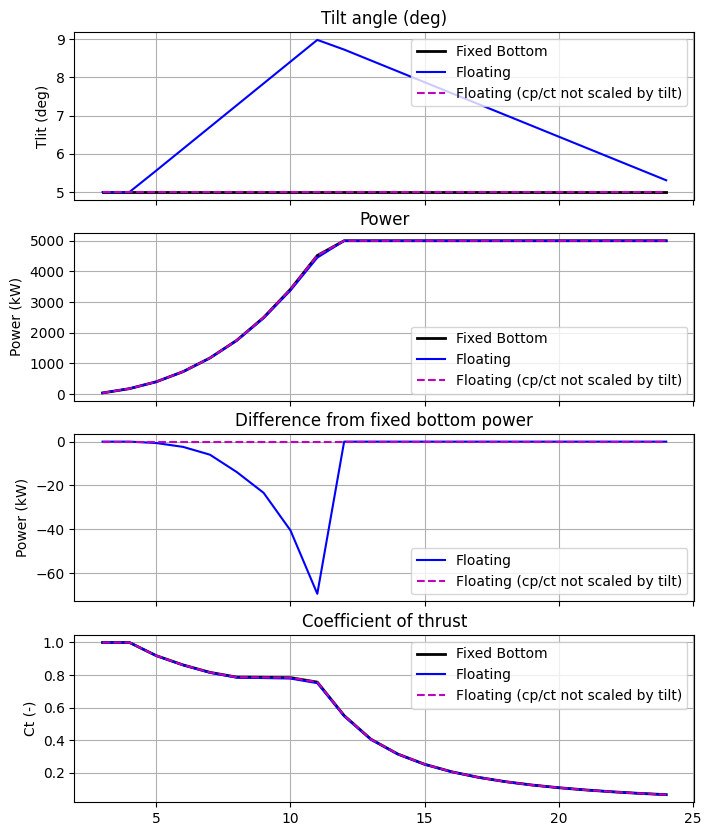 Tilt angle (deg)
9
8
7
6
5
Tlit (deg)
Fixed Bottom
Floating
Floating (cp/ct not scaled by tilt)
Power
5000
4000
3000
2000
1000
0
Power (kW)
Fixed Bottom
Floating
Floating (cp/ct not scaled by tilt)
Difference from fixed bottom power
0
−20
−40
−60
Power (kW)
Floating
Floating (cp/ct not scaled by tilt)
Coefficient of thrust
1.0
0.8
0.6
0.4
0.2
Ct (-)
Fixed Bottom
Floating
Floating (cp/ct not scaled by tilt)
5 10 15 20 25